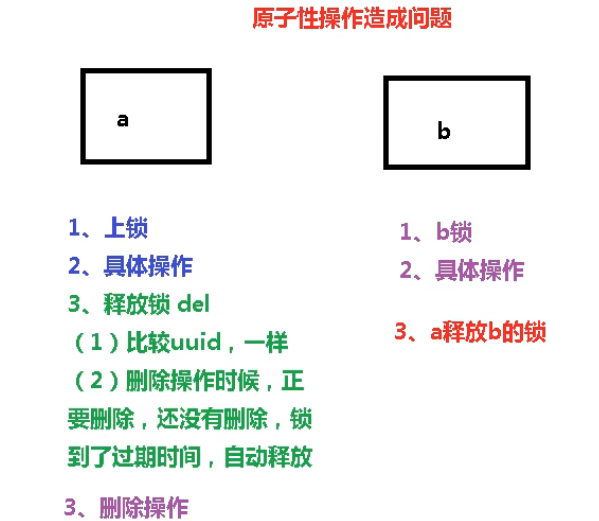 原子性操作造成问题
a
1、上锁
2、具体操作
3、释放锁 del
（1）比较uuid，一样
（2）删除操作时候，正
要删除，还没有删除，锁
到了过期时间，自动释放
3、删除操作
b
1、b锁
2、具体操作
3、a释放b的锁